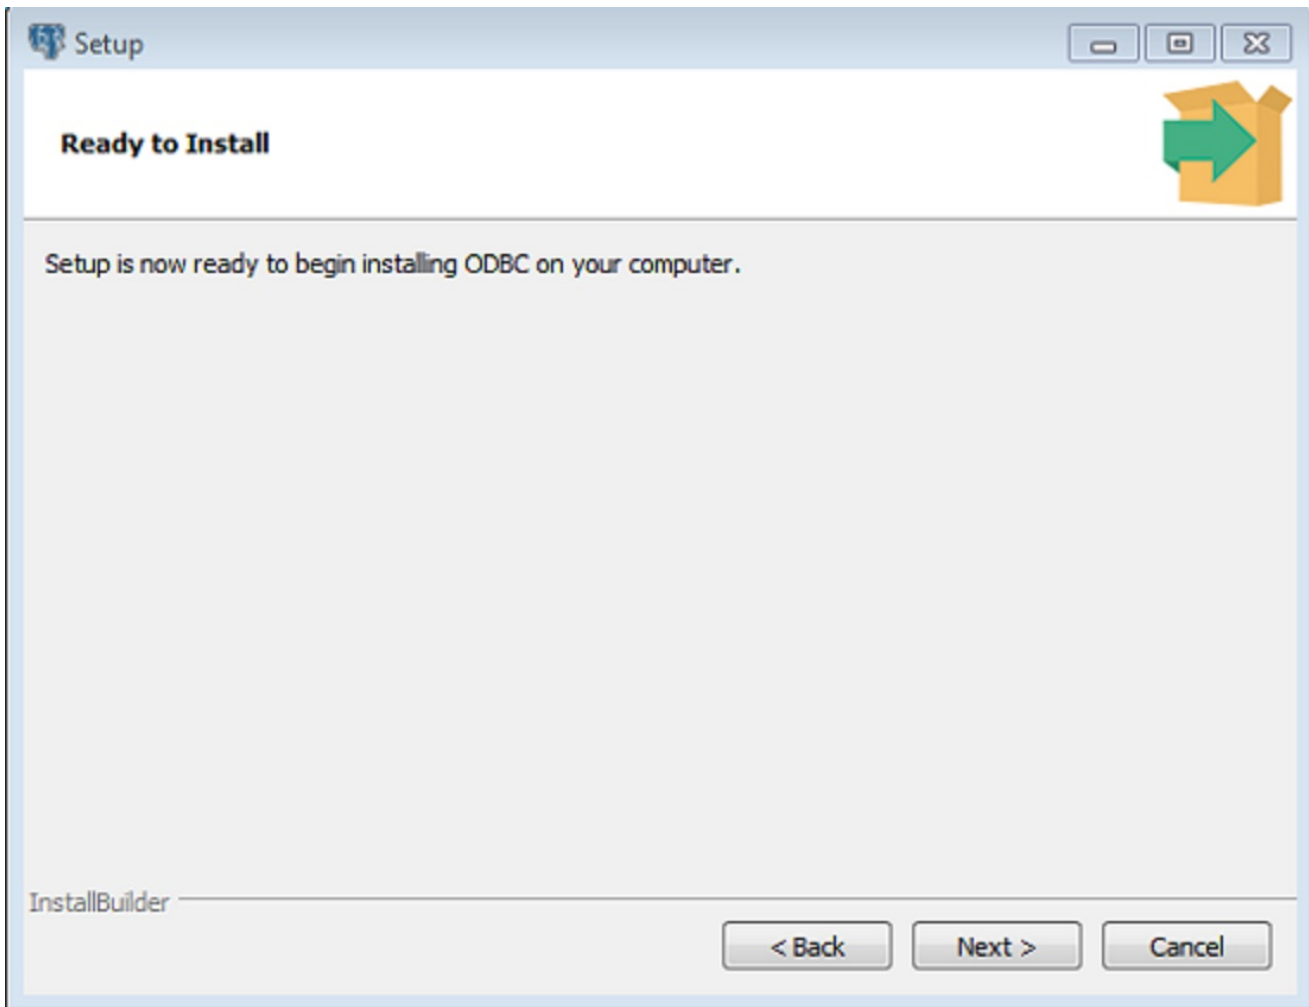 Setup
Ready to Install
Setup is now ready to begin installing ODBC on your computer.
InstallBuilder
< Back
Next >
Cancel